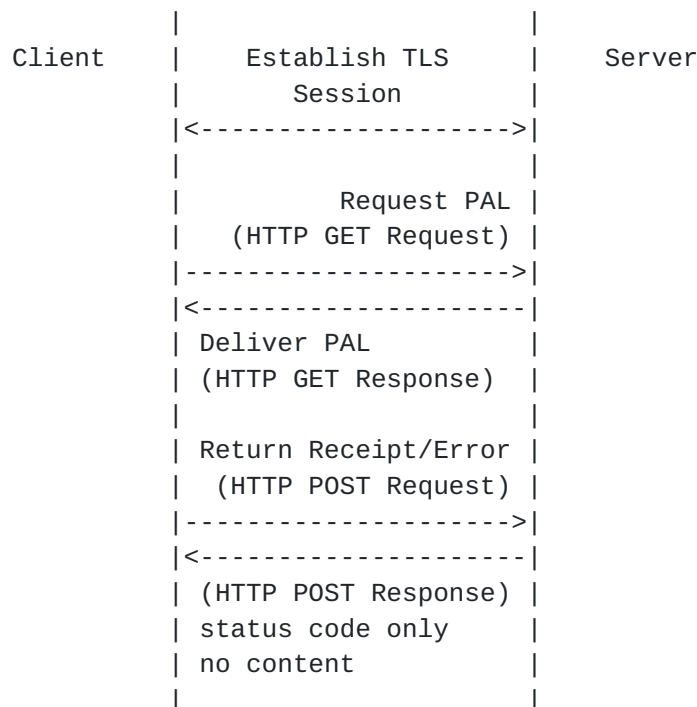 Client | Establish TLS | Server
| Session |
|<-------------------->|
| |
| Request PAL |
| (HTTP GET Request) |
|--------------------->|
|<---------------------|
| Deliver PAL |
| (HTTP GET Response) |
| |
| Return Receipt/Error |
| (HTTP POST Request) |
|--------------------->|
|<---------------------|
| (HTTP POST Response) |
| status code only |
| no content |
| |